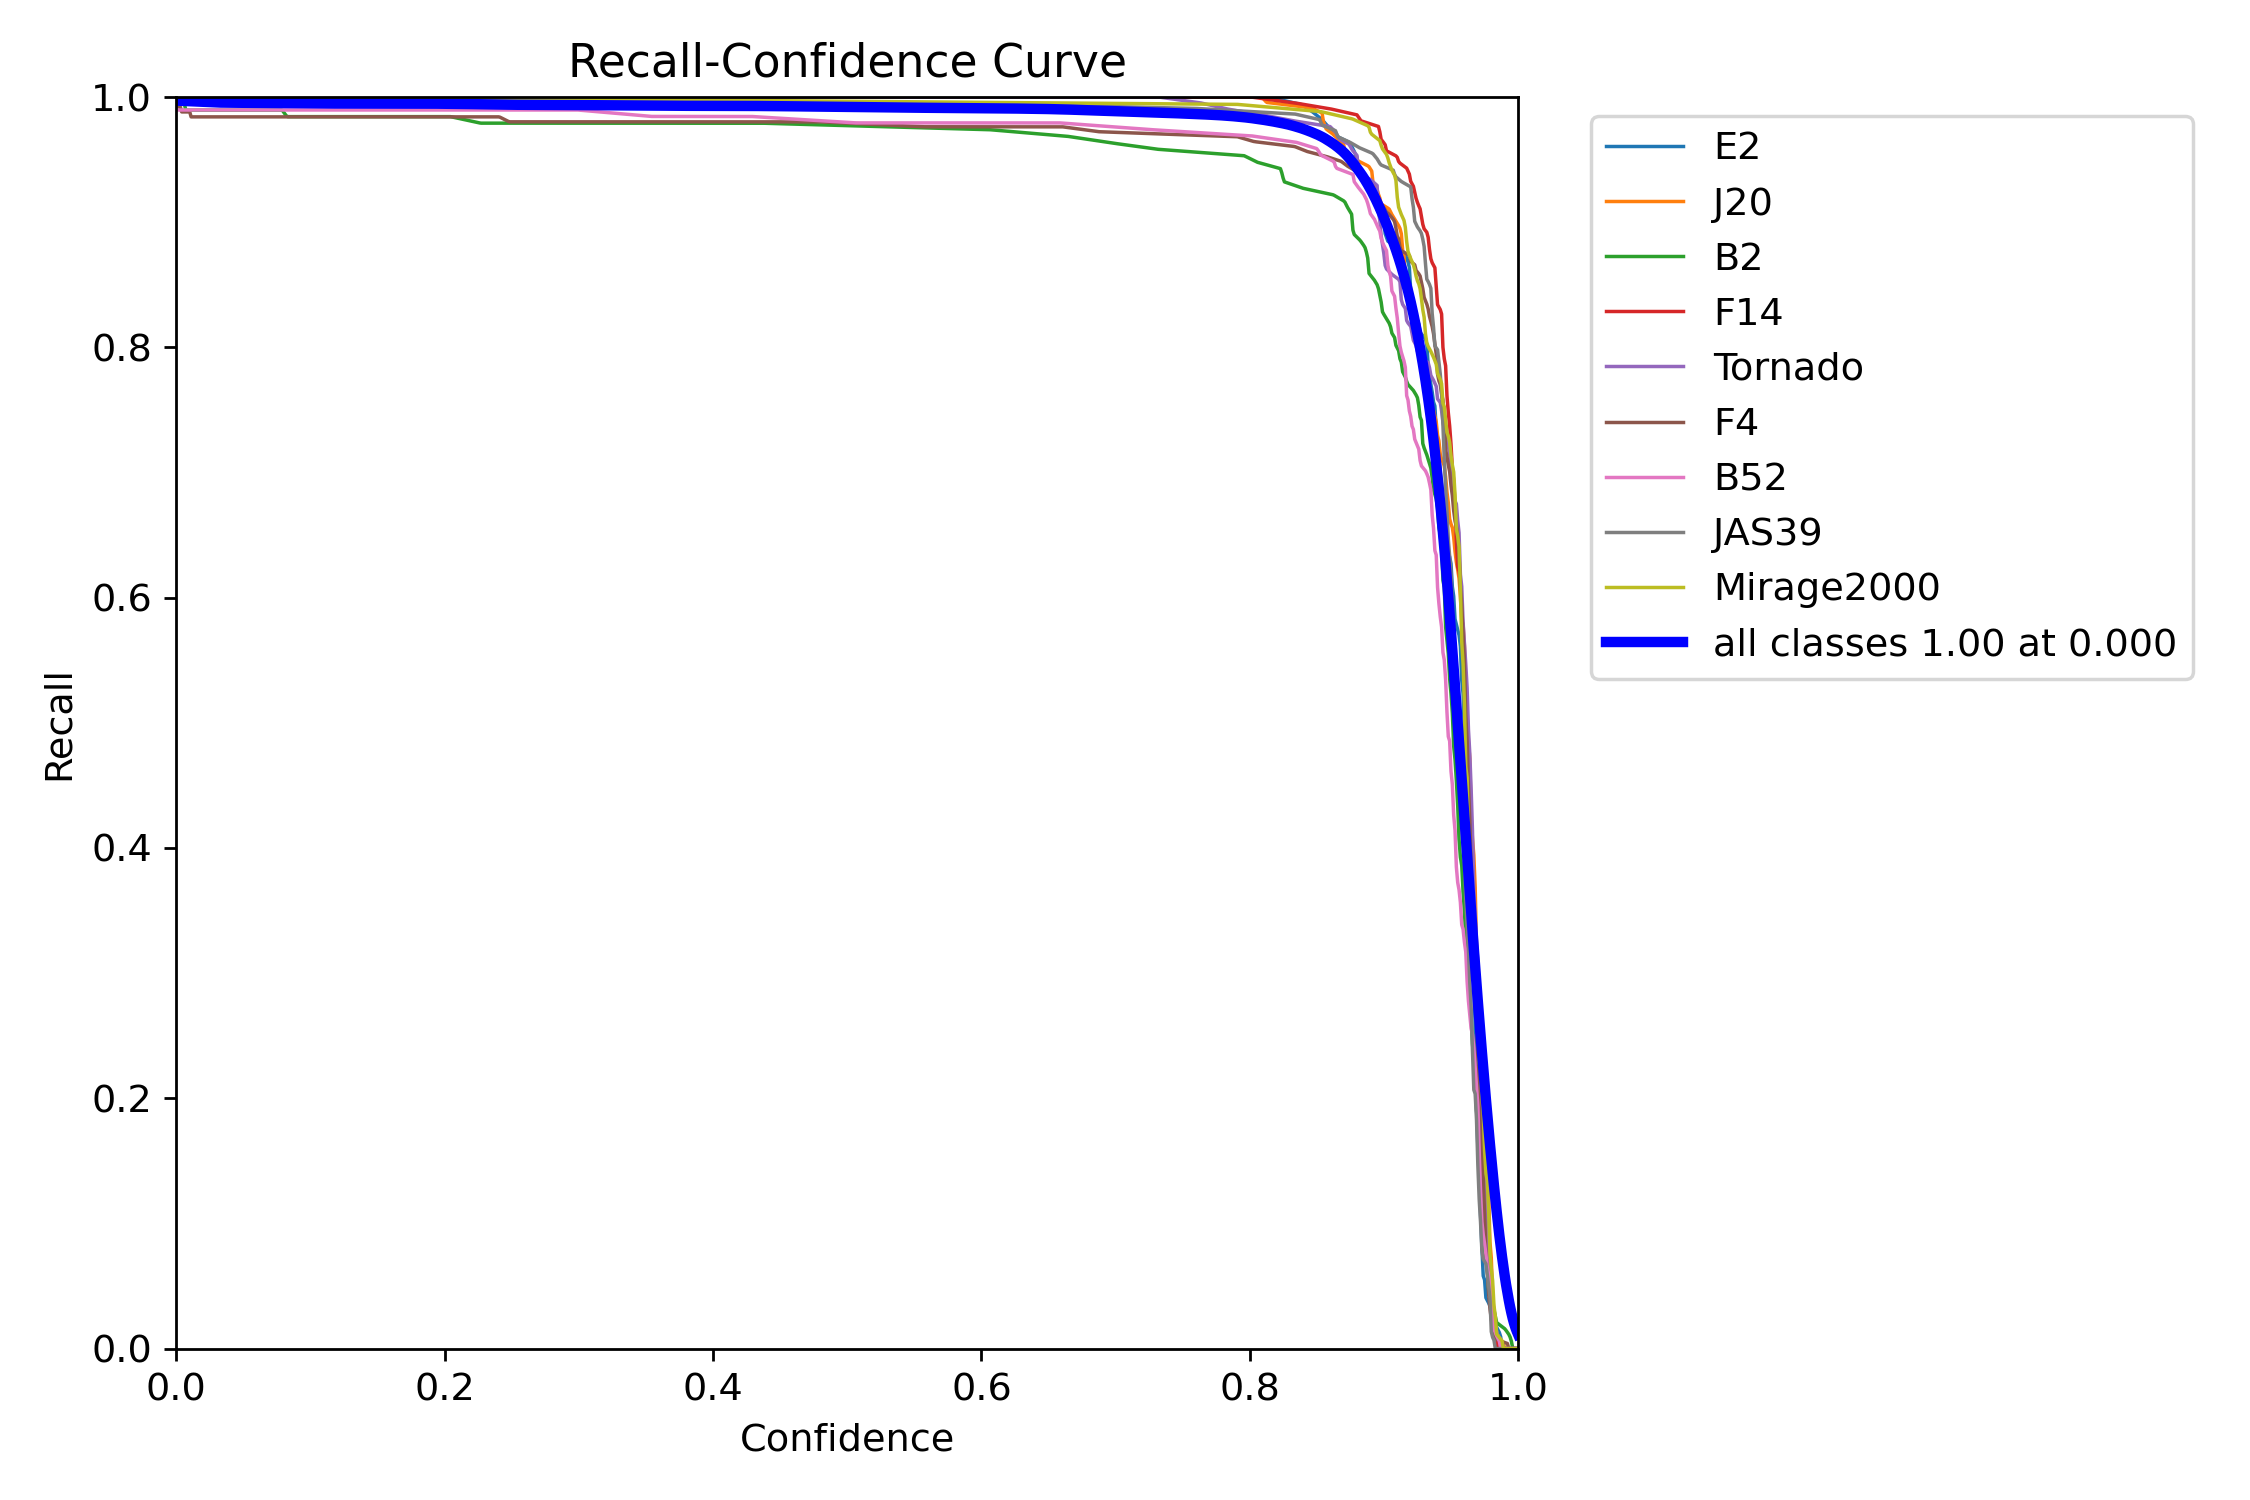 Recall-Confidence Curve
1.0
0.8
0.6
0.4
0.2
0.0
Recall
0.0 0.2 0.4 0.6 0.8 1.0
Confidence
E2
J20
B2
F14
Tornado
F4
B52
JAS39
Mirage2000
all classes 1.00 at 0.000